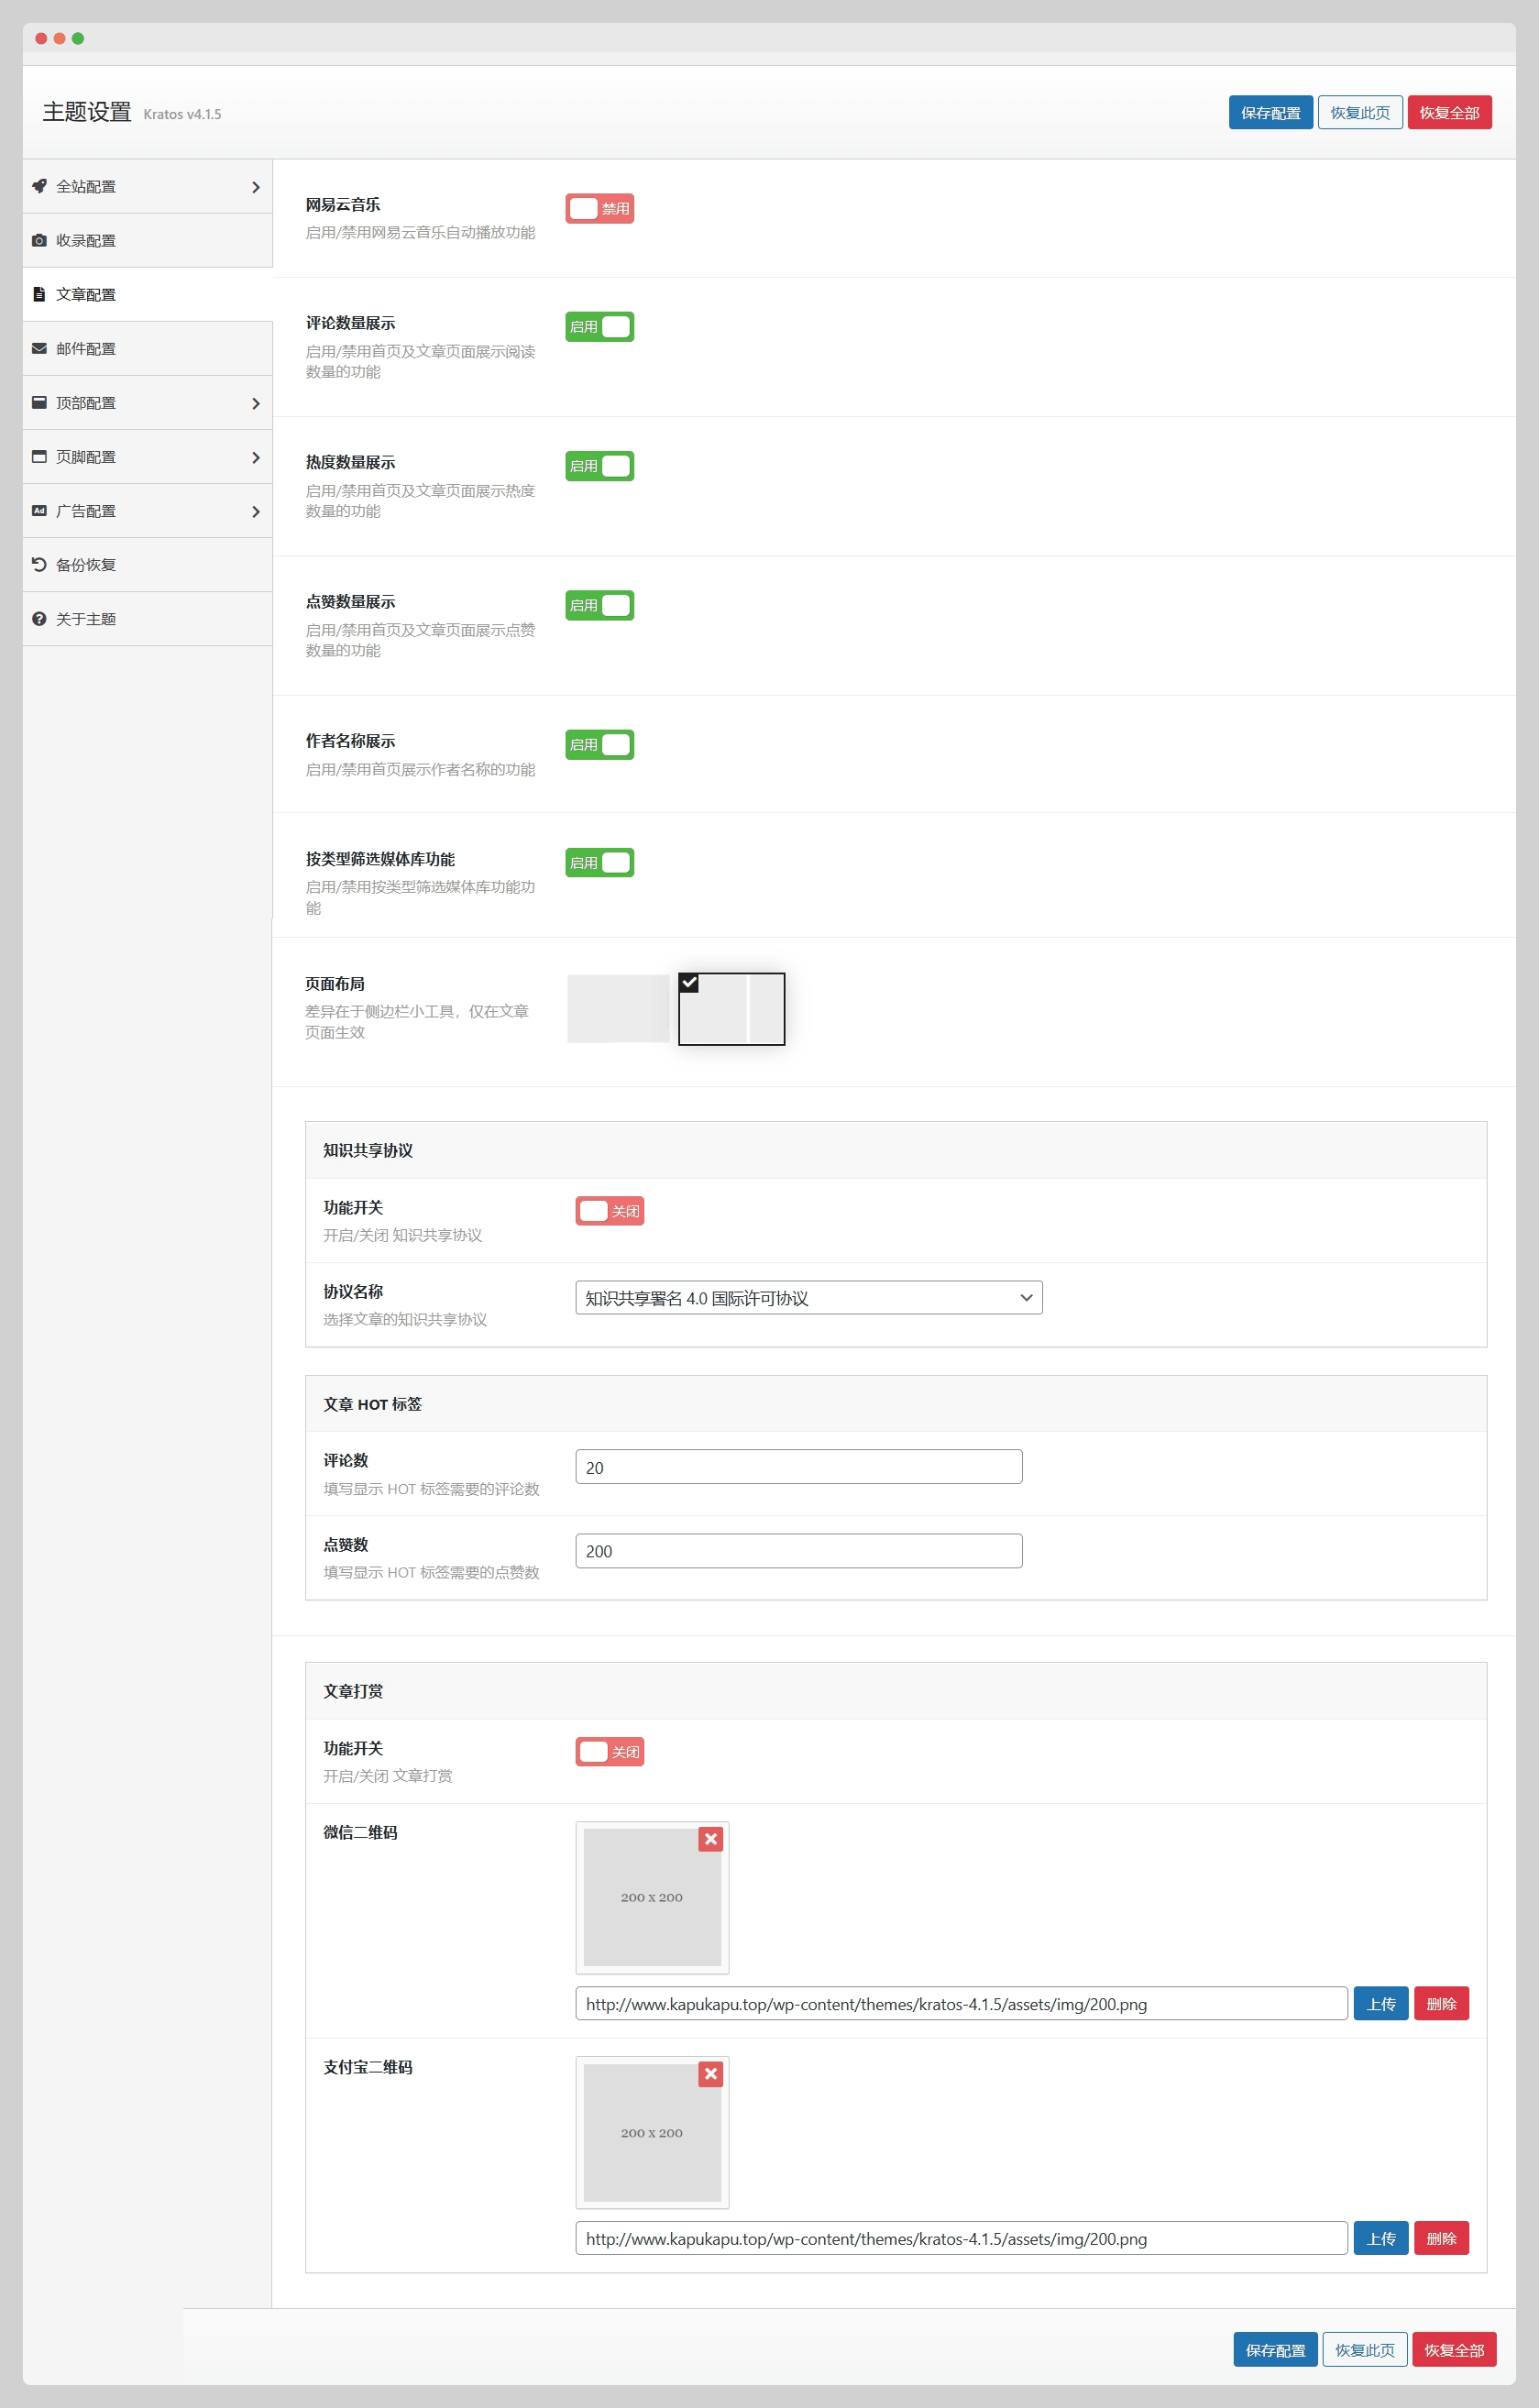 主题设置 Kratos v4.1.5
保存配置 恢复此页 恢复全部
全站配置
收录配置
文章配置
邮件配置
顶部配置
页脚配置
Ad 广告配置
备份恢复
关于主题
网易云音乐
禁用
启用/禁用网易云音乐自动播放功能
评论数量展示
启用
启用/禁用首页及文章页面展示阅读
数量的功能
热度数量展示
启用
启用/禁用首页及文章页面展示热度
数量的功能
点赞数量展示
启用
启用/禁用首页及文章页面展示点赞
数量的功能
作者名称展示
启用
启用/禁用首页展示作者名称的功能
按类型筛选媒体库功能
启用
启用/禁用按类型筛选媒体库功能功
能
页面布局
差异在于侧边栏小工具，仅在文章
页面生效
知识共享协议
功能开关
关闭
开启/关闭 知识共享协议
协议名称
知识共享署名 4.0 国际许可协议
选择文章的知识共享协议
文章 HOT 标签
评论数
20
填写显示 HOT 标签需要的评论数
点赞数
200
填写显示 HOT 标签需要的点赞数
文章打赏
功能开关
关闭
开启/关闭 文章打赏
微信二维码
200 x 200
http://www.kapukapu.top/wp-content/themes/kratos-4.1.5/assets/img/200.png 上传 删除
支付宝二维码
200 x 200
http://www.kapukapu.top/wp-content/themes/kratos-4.1.5/assets/img/200.png 上传 删除
保存配置 恢复此页 恢复全部